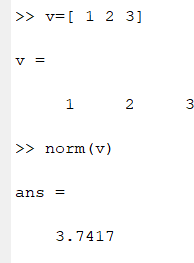 >> v=[ 1 2 3]
v =
1 2 3
>> norm(v)
ans =
3.7417